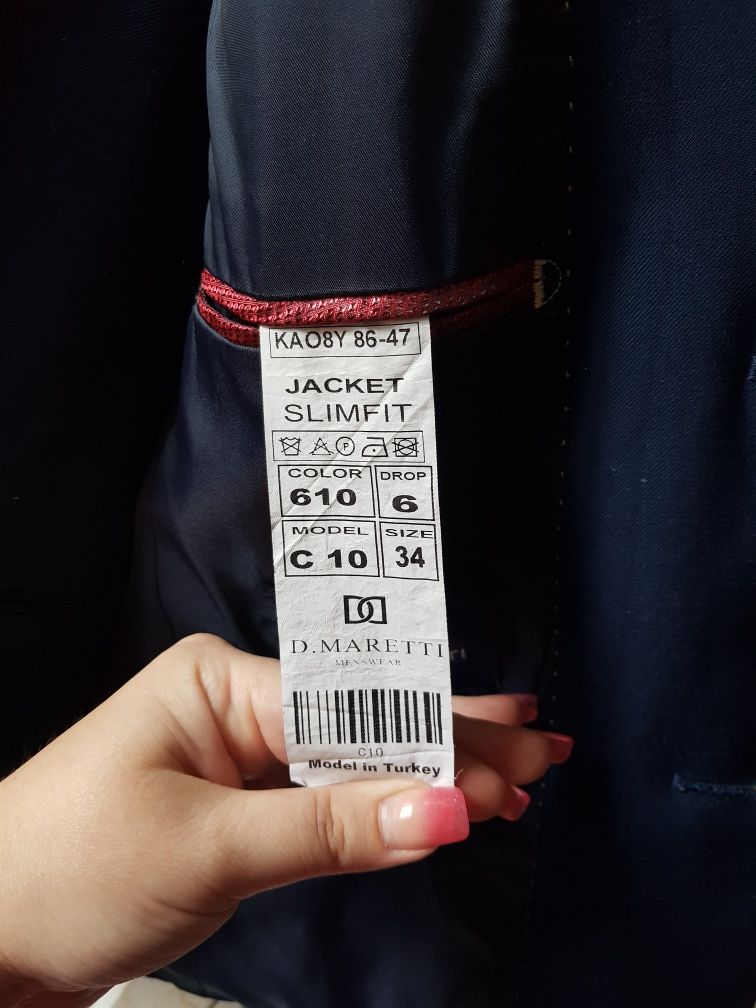 KAO8Y 86-47
JACKET
SLIMFIT
P
COLOR DROP
610 6
MODEL SIZE
C 10 34
D.MARETTI
MENSWEAR
C10
Model in Turkey